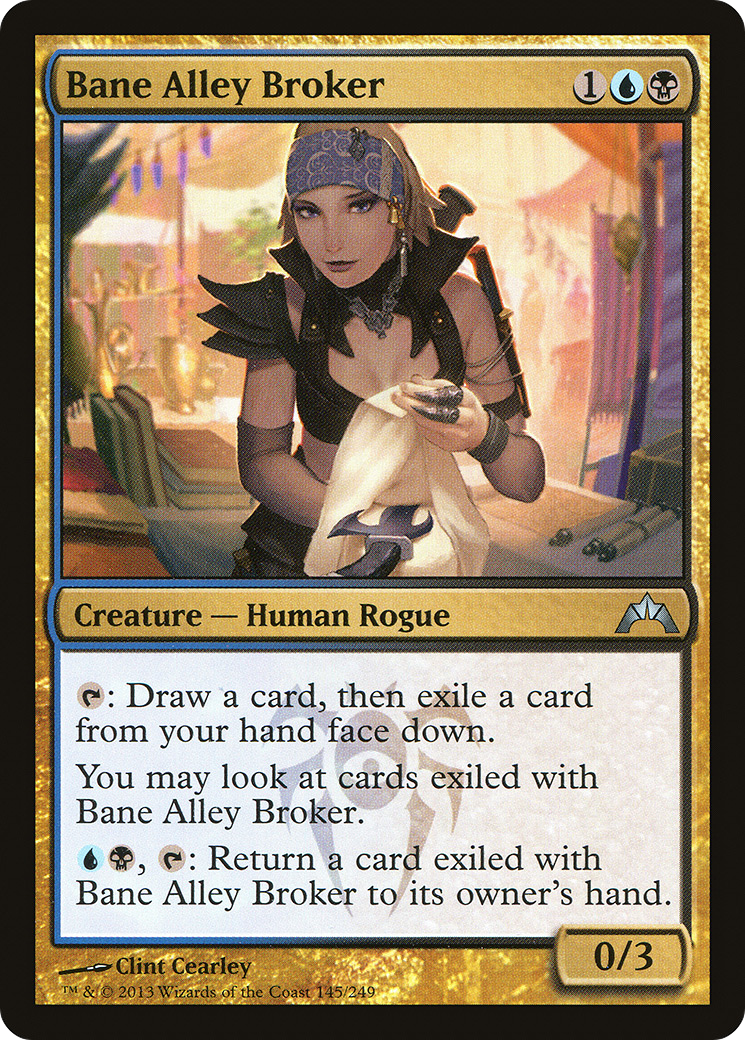 Bane Alley Broker 1
Creature — Human Rogue
: Draw a card, then exile a card
from your hand face down.
You may look at cards exiled with
Bane Alley Broker.
, : Return a card exiled with
Bane Alley Broker to its owner's hand.
0/3
Clint Cearley
™ & © 2013 Wizards of the Coast 145/249